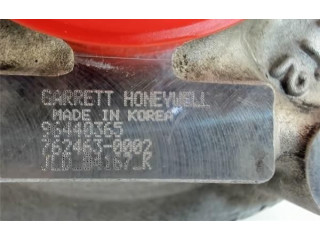 GARRETT HONEYWELL
MADE IN KOREA
96440365
762463-0002